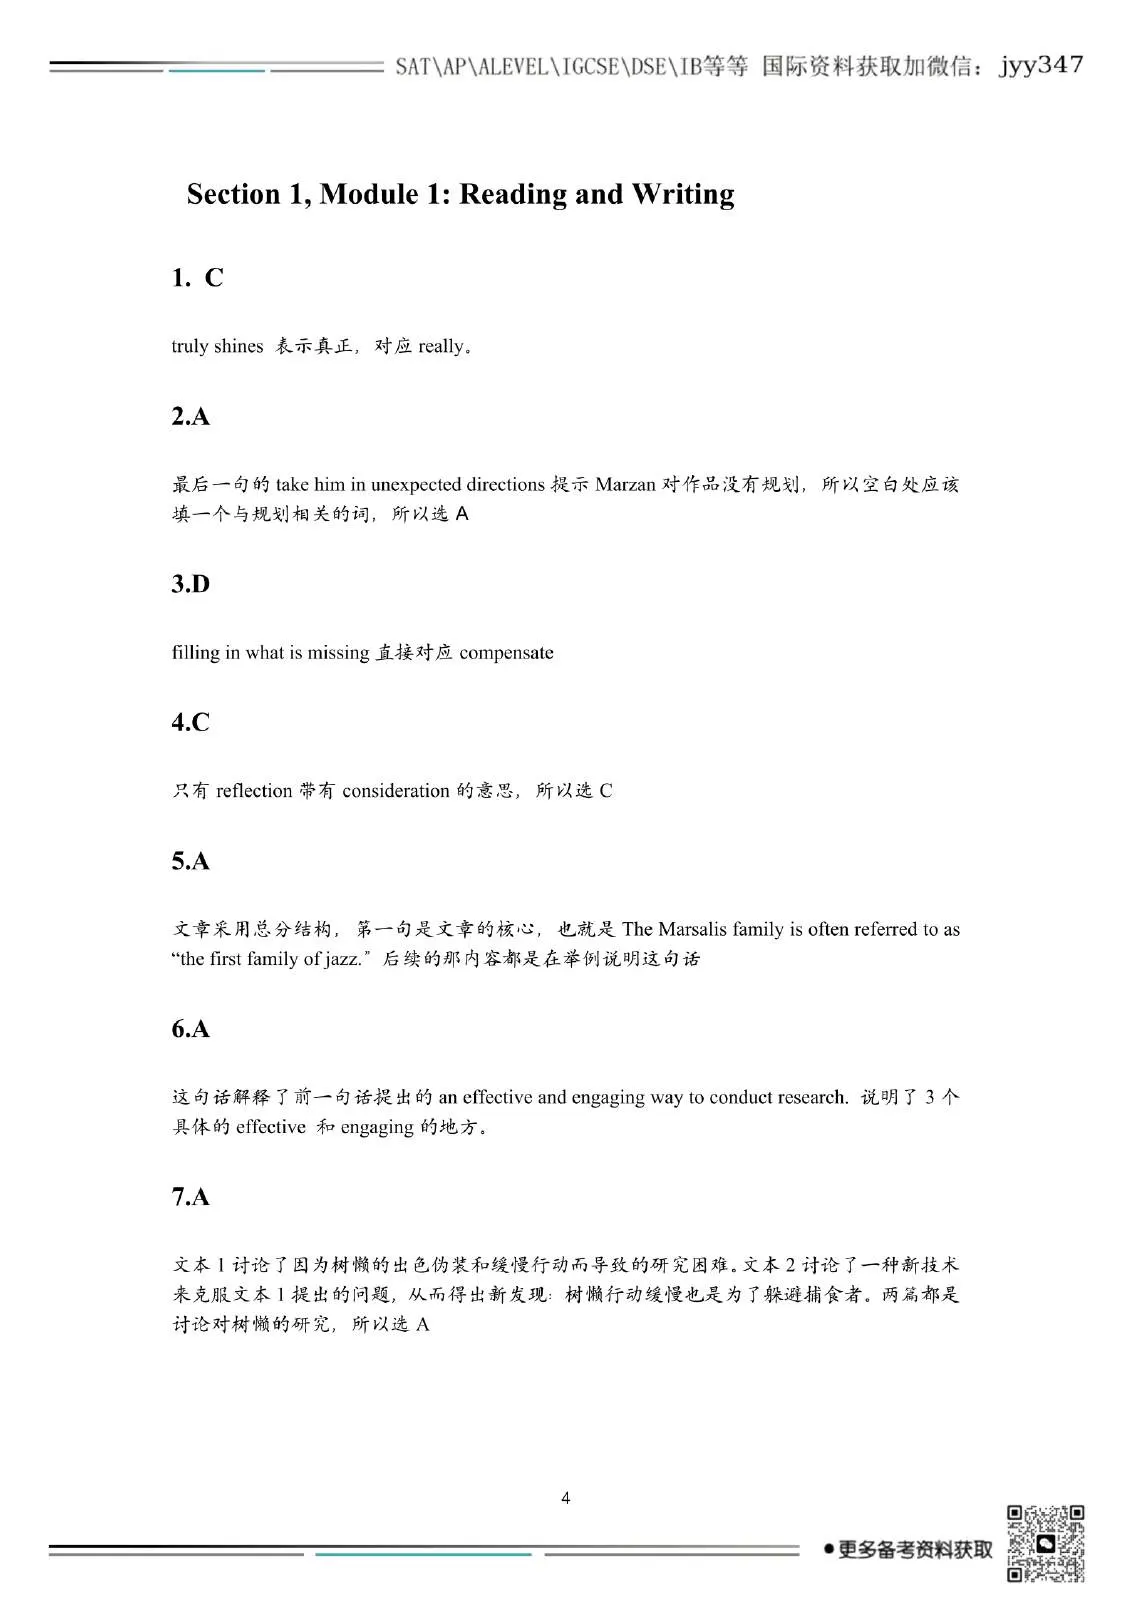 SAT\AP\ALEVEL\IGCSE\DSE\IB等等 国际资料获取加微信: jyy347
Section 1, Module 1: Reading and Writing
1. C
truly shines 表示真正，对应 really。
2.A
最后一句的 take him in unexpected directions 提示 Marzan 对作品没有规划，所以空白处应该
填一个与规划相关的词，所以选 A
3.D
filling in what is missing 直接对应 compensate
4.C
只有 reflection 带有 consideration 的意思，所以选 C
5.A
文章采用总分结构，第一句是文章的核心，也就是 The Marsalis family is often referred to as
“the first family of jazz.” 后续的那内容都是在举例说明这句话
6.A
这句话解释了前一句话提出的 an effective and engaging way to conduct research. 说明了 3 个
具体的 effective 和 engaging 的地方。
7.A
文本 1 讨论了因为树懒的出色伪装和缓慢行动而导致的研究困难。文本 2 讨论了一种新技术
来克服文本 1 提出的问题，从而得出新发现：树懒行动缓慢也是为了躲避捕食者。两篇都是
讨论对树懒的研究，所以选 A
4
●更多备考资料获取